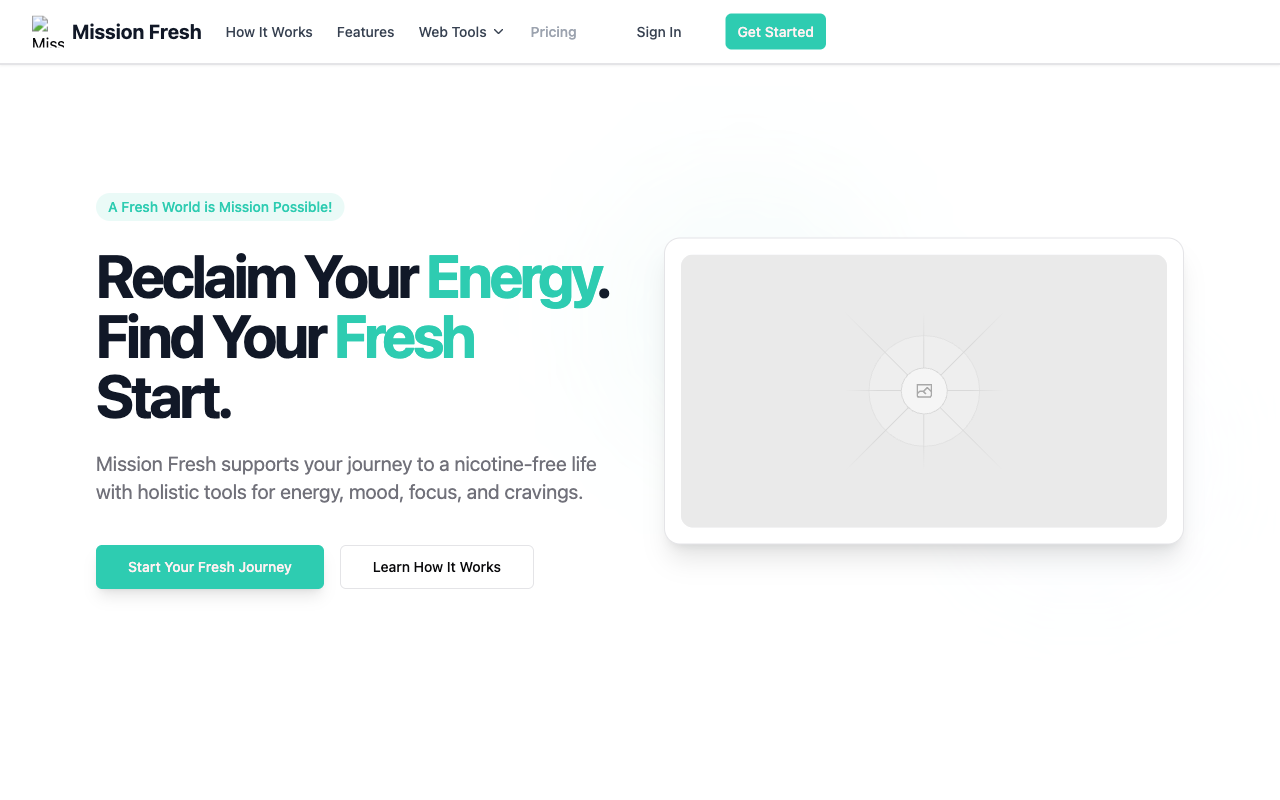 Miss
Mission Fresh
How It Works
Features
Web Tools
Pricing
Sign In
Get Started
A Fresh World is Mission Possible!
Reclaim Your Energy.
Find Your Fresh
Start.
Mission Fresh supports your journey to a nicotine-free life
with holistic tools for energy, mood, focus, and cravings.
Start Your Fresh Journey
Learn How It Works